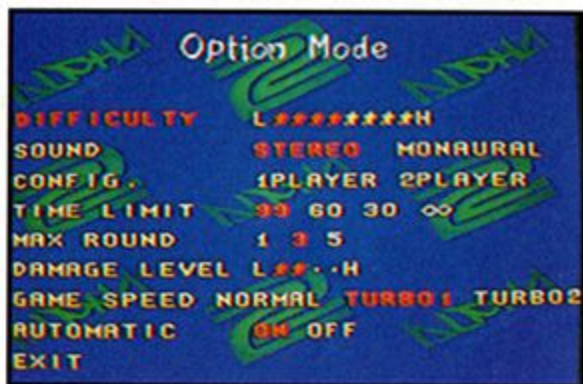 Option Mode
DIFFICULTY L********H
SOUND STEREO MONAURAL
CONFIG. 1PLAYER 2PLAYER
TIME LIMIT 99 60 30 ∞
MAX ROUND 1 3 5
DAMAGE LEVEL L**··H
GAME SPEED NORMAL TURBO1 TURBO2
AUTOMATIC ON OFF
EXIT